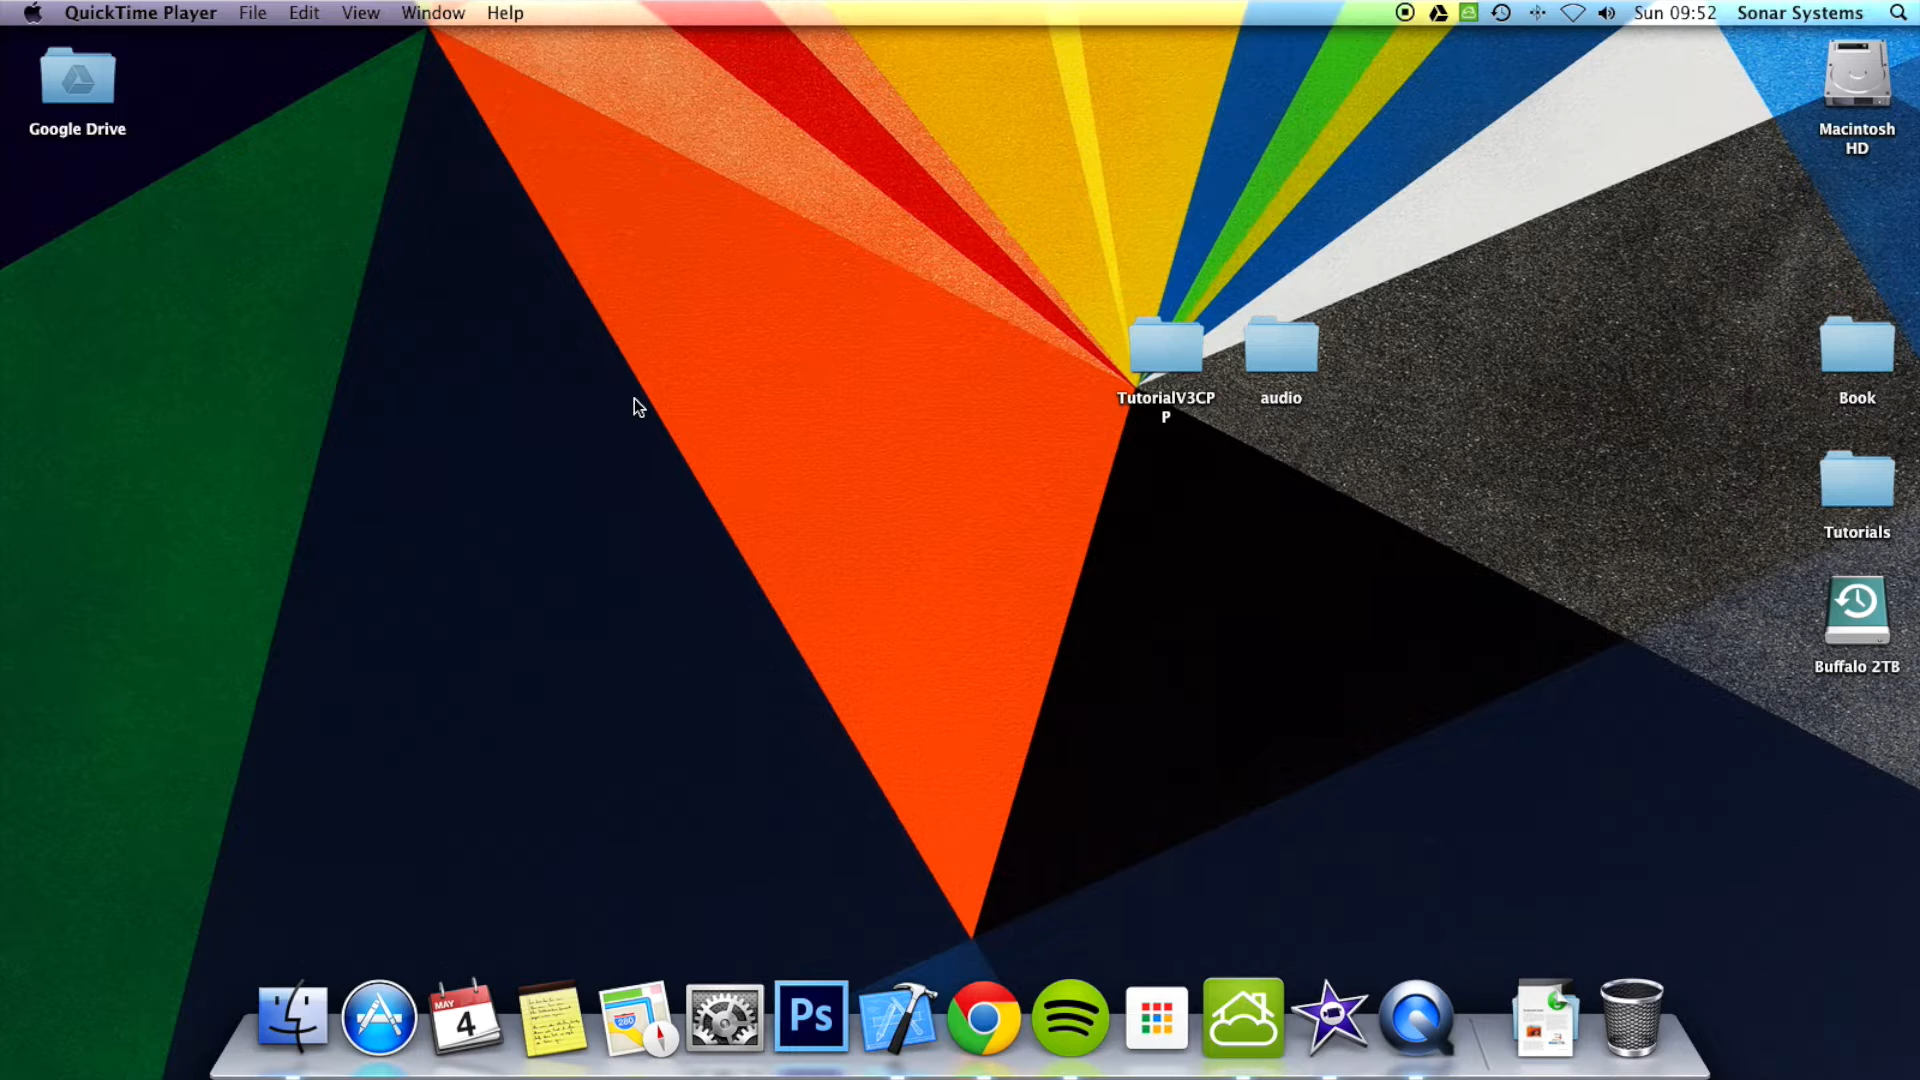 QuickTime Player File Edit View Window Help Sun 09:52 Sonar Systems
Google Drive
Macintosh
HD
TutorialV3CP
P
audio
Book
Tutorials
Buffalo 2TB
MAY
4
280
Ps